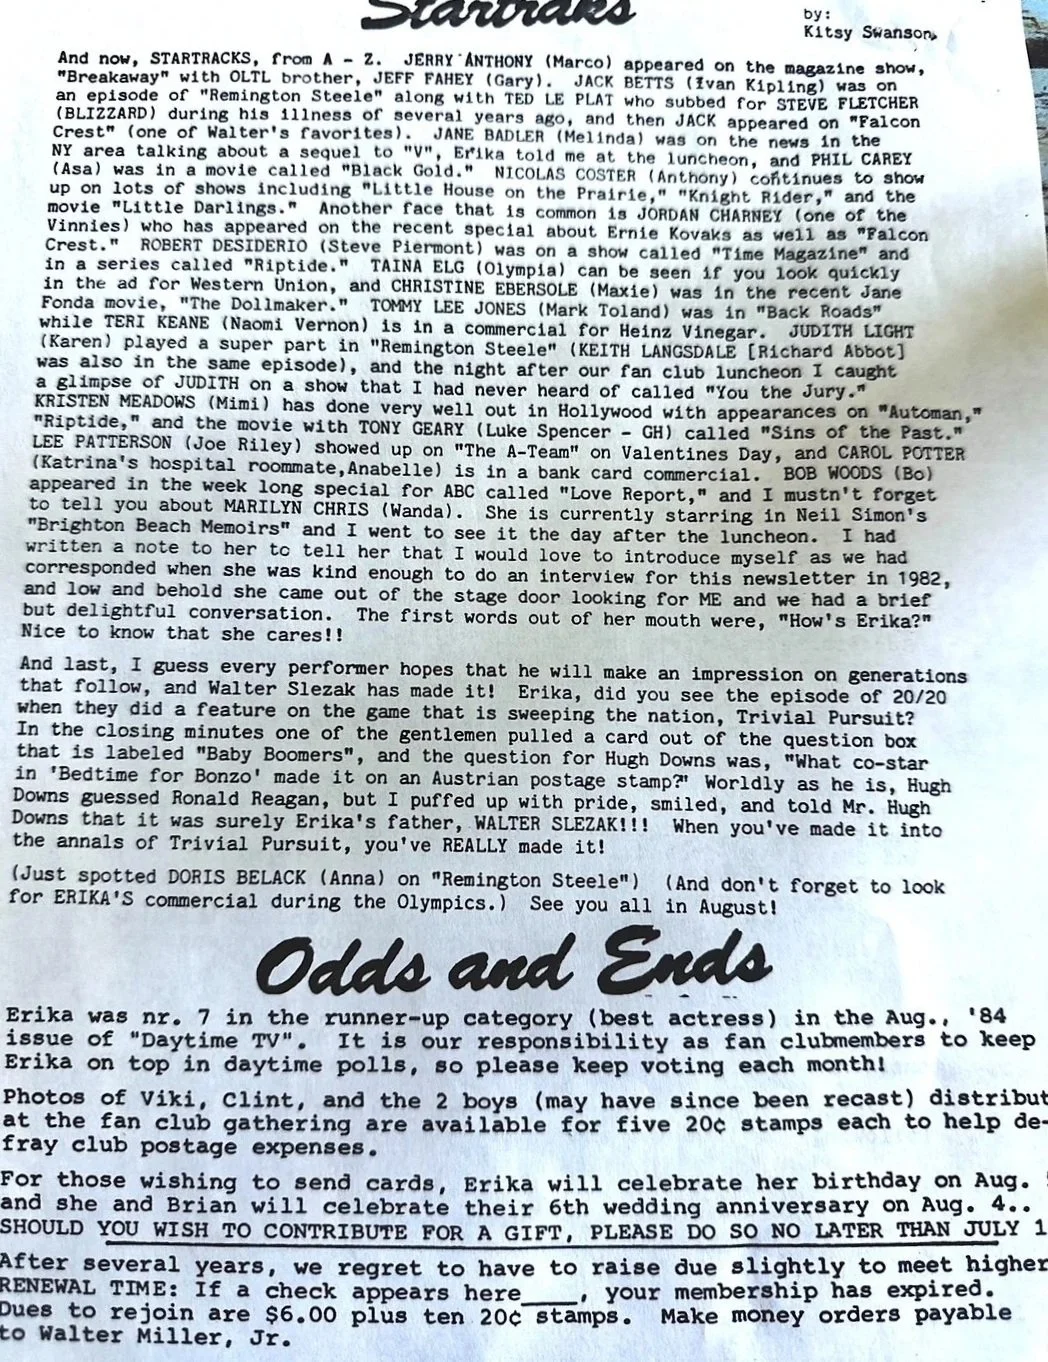 Startraks
by:
Kitsy Swanson
And now, STARTRACKS, from A - Z. JERRY ANTHONY (Marco) appeared on the magazine show,
"Breakaway" with OLTL brother, JEFF FAHEY (Gary). JACK BETTS (Ivan Kipling) was on
an episode of "Remington Steele" along with TED LE PLAT who subbed for STEVE FLETCHER
(BLIZZARD) during his illness of several years ago, and then JACK appeared on "Falcon
Crest" (one of Walter's favorites). JANE BADLER (Melinda) was on the news in the
NY area talking about a sequel to "V", Erika told me at the luncheon, and PHIL CAREY
(Asa) was in a movie called "Black Gold." NICOLAS COSTER (Anthony) continues to show
up on lots of shows including "Little House on the Prairie," "Knight Rider," and the
movie "Little Darlings." Another face that is common is JORDAN CHARNEY (one of the
Vinnies) who has appeared on the recent special about Ernie Kovaks as well as "Falcon
Crest." ROBERT DESIDERIO (Steve Piermont) was on a show called "Time Magazine" and
in a series called "Riptide." TAINA ELG (Olympia) can be seen if you look quickly
in the ad for Western Union, and CHRISTINE EBERSOLE (Maxie) was in the recent Jane
Fonda movie, "The Dollmaker." TOMMY LEE JONES (Mark Toland) was in "Back Roads"
while TERI KEANE (Naomi Vernon) is in a commercial for Heinz Vinegar. JUDITH LIGHT
(Karen) played a super part in "Remington Steele" (KEITH LANGSDALE [Richard Abbot]
was also in the same episode), and the night after our fan club luncheon I caught
a glimpse of JUDITH on a show that I had never heard of called "You the Jury."
KRISTEN MEADOWS (Mimi) has done very well out in Hollywood with appearances on "Automan,"
"Riptide," and the movie with TONY GEARY (Luke Spencer - GH) called "Sins of the Past."
LEE PATTERSON (Joe Riley) showed up on "The A-Team" on Valentines Day, and CAROL POTTER
(Katrina's hospital roommate,Anabelle) is in a bank card commercial. BOB WOODS (Bo)
appeared in the week long special for ABC called "Love Report," and I mustn't forget
to tell you about MARILYN CHRIS (Wanda). She is currently starring in Neil Simon's
"Brighton Beach Memoirs" and I went to see it the day after the luncheon. I had
written a note to her to tell her that I would love to introduce myself as we had
corresponded when she was kind enough to do an interview for this newsletter in 1982,
and low and behold she came out of the stage door looking for ME and we had a brief
but delightful conversation. The first words out of her mouth were, "How's Erika?"
Nice to know that she cares!!
And last, I guess every performer hopes that he will make an impression on generations
that follow, and Walter Slezak has made it! Erika, did you see the episode of 20/20
when they did a feature on the game that is sweeping the nation, Trivial Pursuit?
In the closing minutes one of the gentlemen pulled a card out of the question box
that is labeled "Baby Boomers", and the question for Hugh Downs was, "What co-star
in 'Bedtime for Bonzo' made it on an Austrian postage stamp?" Worldly as he is, Hugh
Downs guessed Ronald Reagan, but I puffed up with pride, smiled, and told Mr. Hugh
Downs that it was surely Erika's father, WALTER SLEZAK!!! When you've made it into
the annals of Trivial Pursuit, you've REALLY made it!
(Just spotted DORIS BELACK (Anna) on "Remington Steele") (And don't forget to look
for ERIKA'S commercial during the Olympics.) See you all in August!
Odds and Ends
Erika was nr. 7 in the runner-up category (best actress) in the Aug., '84
issue of "Daytime TV". It is our responsibility as fan clubmembers to keep
Erika on top in daytime polls, so please keep voting each month!
Photos of Viki, Clint, and the 2 boys (may have since been recast) distribut
at the fan club gathering are available for five 20¢ stamps each to help de-
fray club postage expenses.
For those wishing to send cards, Erika will celebrate her birthday on Aug.
and she and Brian will celebrate their 6th wedding anniversary on Aug. 4..
SHOULD YOU WISH TO CONTRIBUTE FOR A GIFT, PLEASE DO SO NO LATER THAN JULY 1
After several years, we regret to have to raise due slightly to meet higher
RENEWAL TIME: If a check appears here____, your membership has expired.
Dues to rejoin are $6.00 plus ten 20¢ stamps. Make money orders payable
to Walter Miller, Jr.